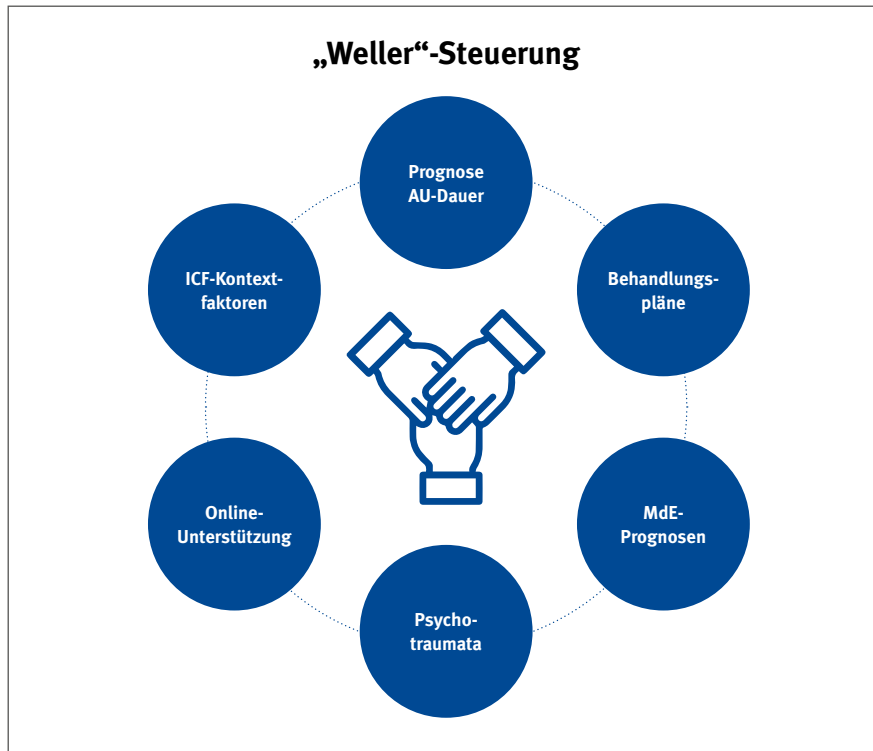 „Weller“-Steuerung
Prognose
AU-Dauer
Behandlungs-
pläne
MdE-
Prognosen
Psycho-
traumata
Online-
Unterstützung
ICF-Kontext-
faktoren